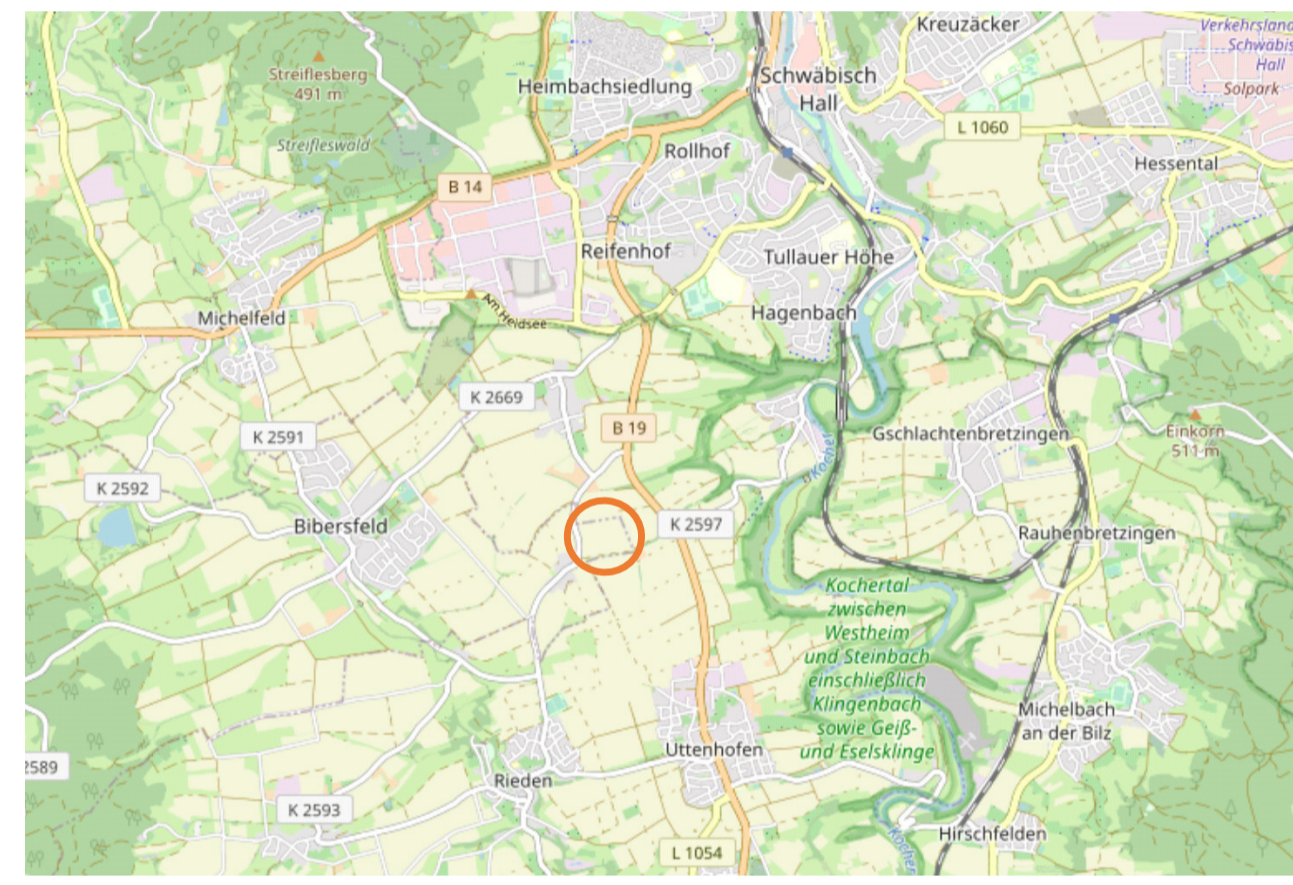 Kreuzäcker
Verkehrsland
Schwäbis
Hall
Solpark
Streiflesberg
491 m
Heimbachsiedlung
Schwäbisch
Hall
L 1060
Streifleswald
Rollhof
Hessental
B 14
Reifenhof
Tullauer Höhe
Am Heidsee
Michelfeld
Hagenbach
K 2669
B 19
K 2591
Gschlachtenbretzingen
Einkorn
511 m
Kocher
K 2592
Bibersfeld
K 2597
Rauhenbretzingen
Kochertal
zwischen
Westheim
und Steinbach
einschließlich
Klingenbach
sowie Geiß-
und Eselsklinge
Michelbach
an der Bilz
Uttenhofen
2589
Rieden
K 2593
Hirschfelden
Kocher
L 1054